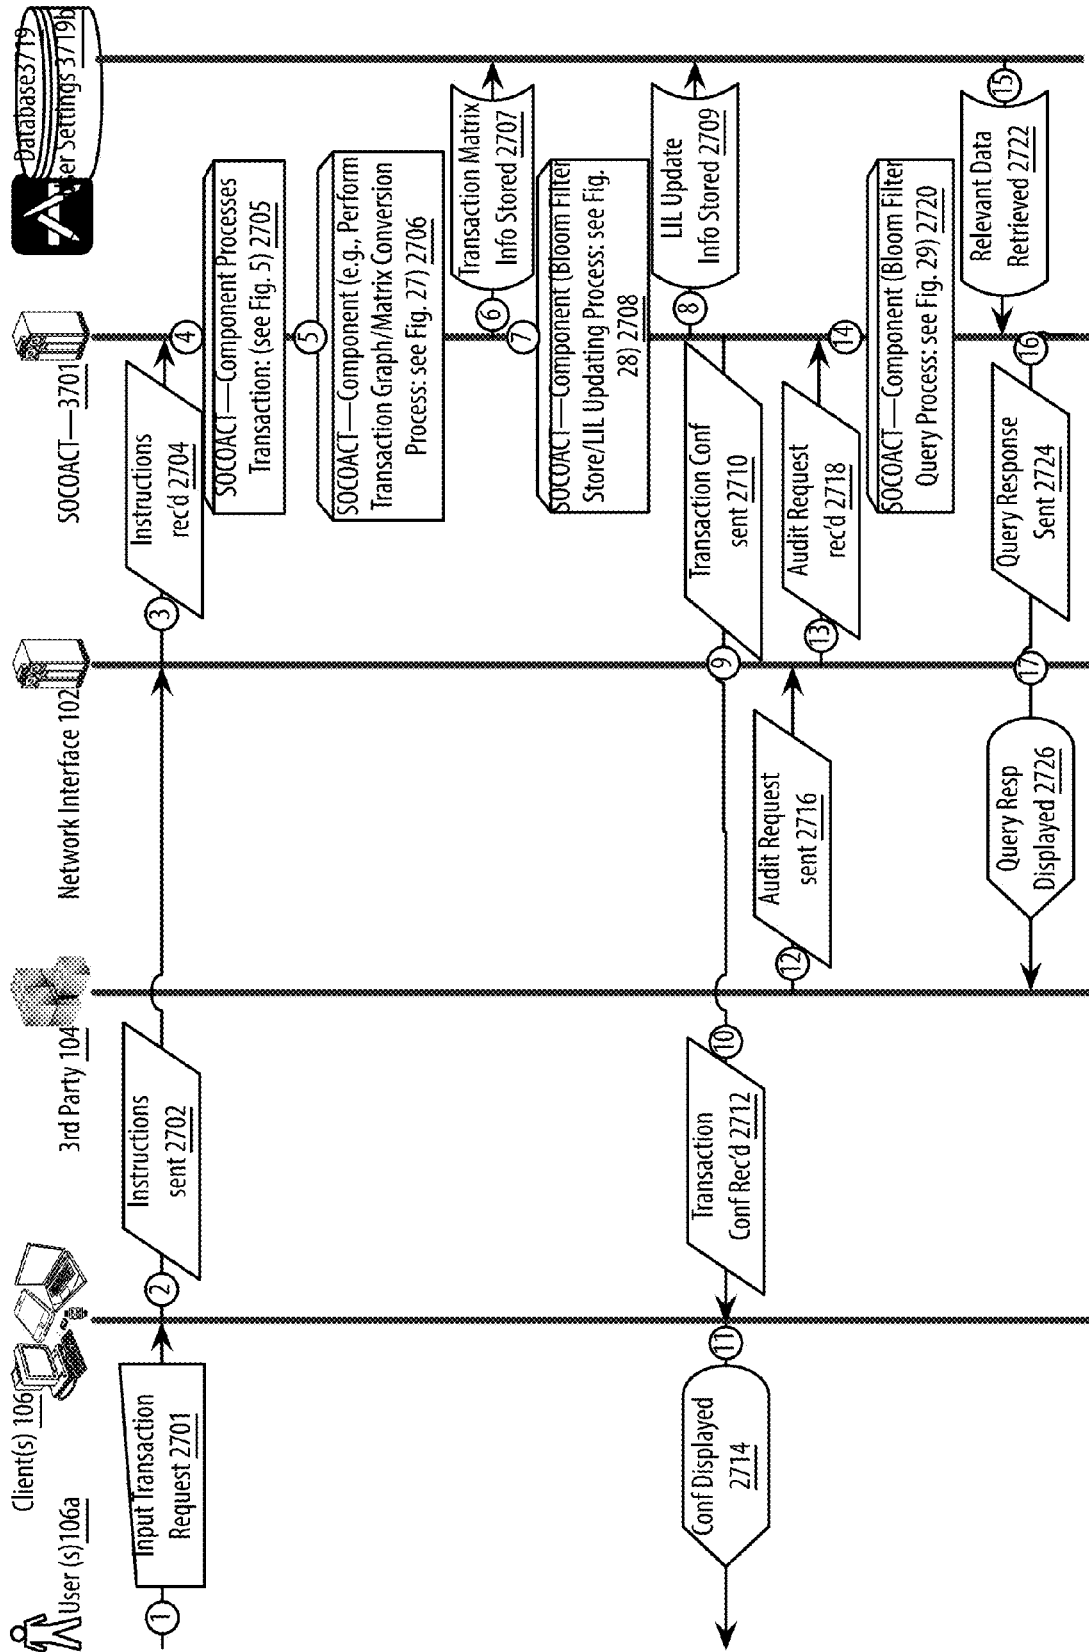 User (s)106a
Client(s) 106
3rd Party 104
Network Interface 102
SOCOACT—3701
Database3719
User Settings 3719b
1
Input Transaction
Request 2701
2
Instructions
sent 2702
3
Instructions
rec'd 2704
4
SOCOACT—Component Processes
Transaction: (see Fig. 5) 2705
5
SOCOACT—Component (e.g., Perform
Transaction Graph/Matrix Conversion
Process: see Fig. 27) 2706
6
Transaction Matrix
Info Stored 2707
7
SOCOACT—Component (Bloom Filter
Store/LIL Updating Process: see Fig.
28) 2708
8
LIL Update
Info Stored 2709
Transaction Conf
sent 2710
9
10
Transaction
Conf Rec'd 2712
11
Conf Displayed
2714
12
Audit Request
sent 2716
13
Audit Request
rec'd 2718
14
SOCOACT—Component (Bloom Filter
Query Process: see Fig. 29) 2720
15
Relevant Data
Retrieved 2722
16
Query Response
Sent 2724
17
Query Resp
Displayed 2726